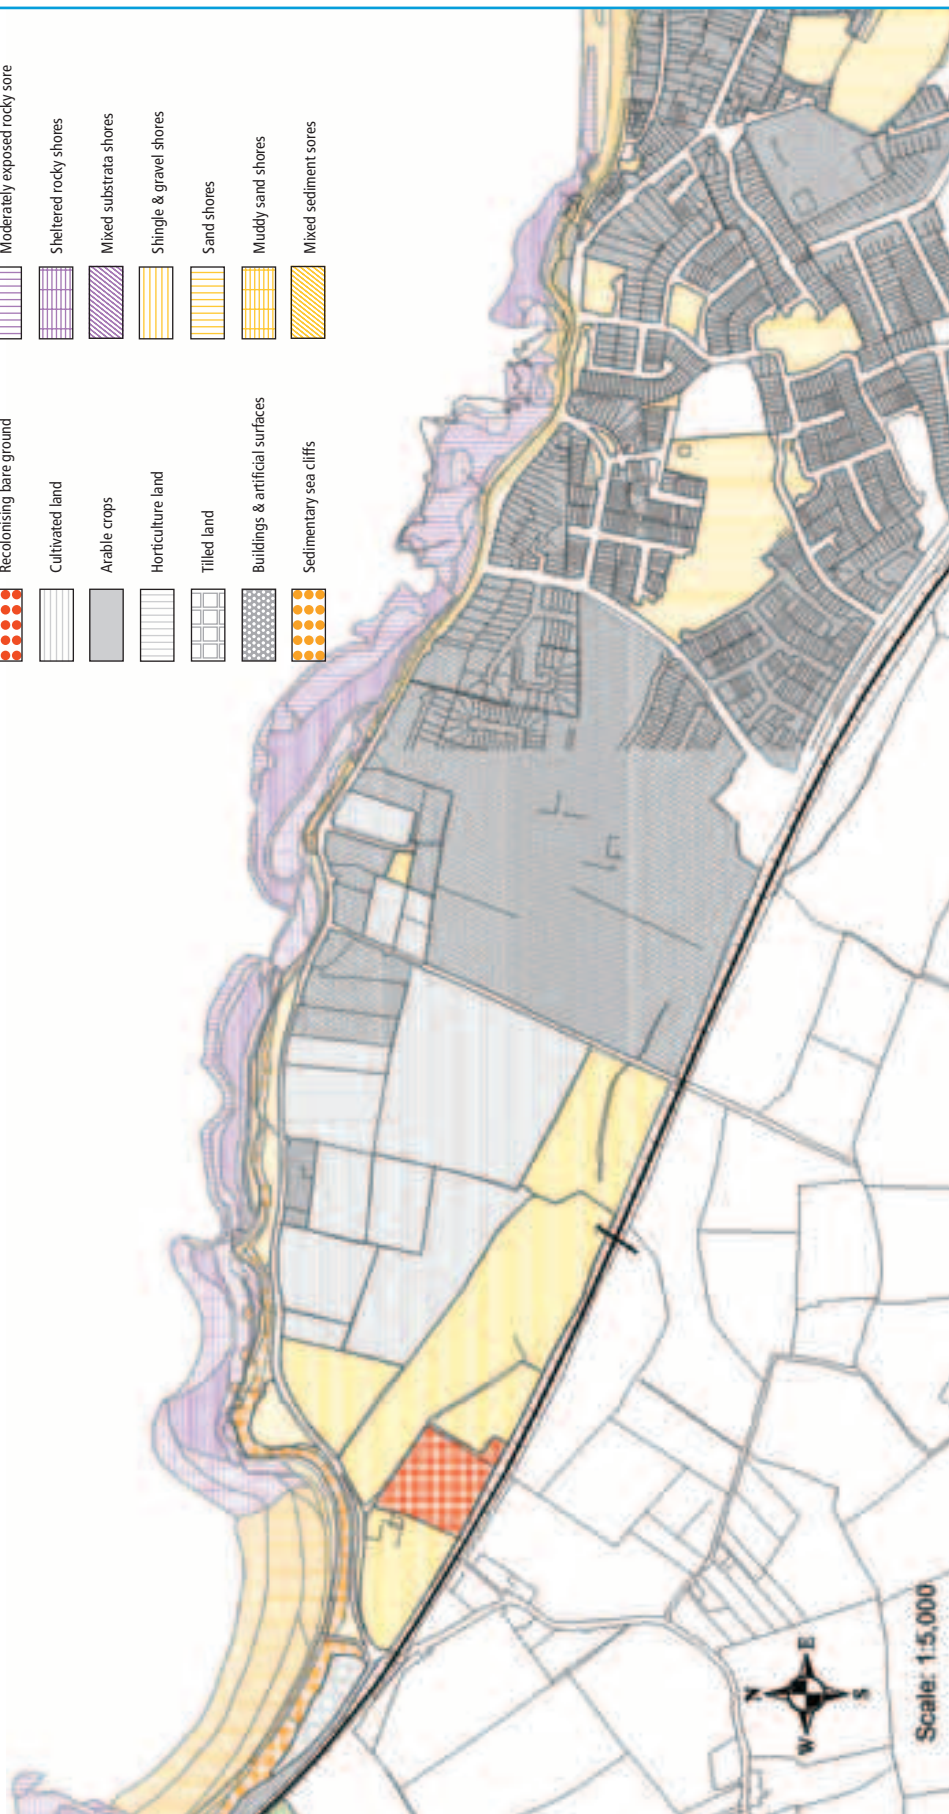 Moderately exposed rocky sore
Sheltered rocky shores
Mixed substrata shores
Shingle & gravel shores
Sand shores
Muddy sand shores
Mixed sediment sores
Recolonising bare ground
Cultivated land
Arable crops
Horticulture land
Tilled land
Buildings & artificial surfaces
Sedimentary sea cliffs
N
W
E
S
Scale: 1:5,000